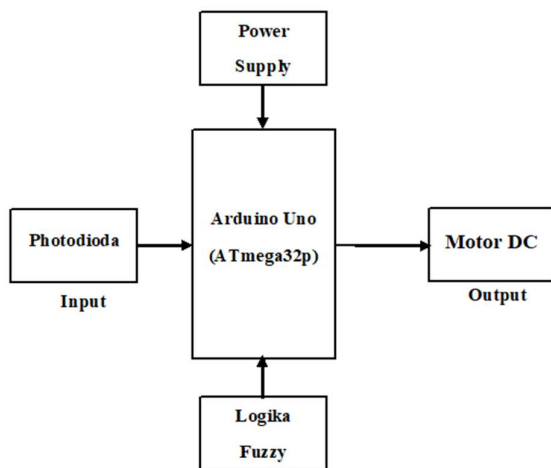 Power
Supply
Arduino Uno
(ATmega32p)
Photodioda
Input
Motor DC
Output
Logika
Fuzzy